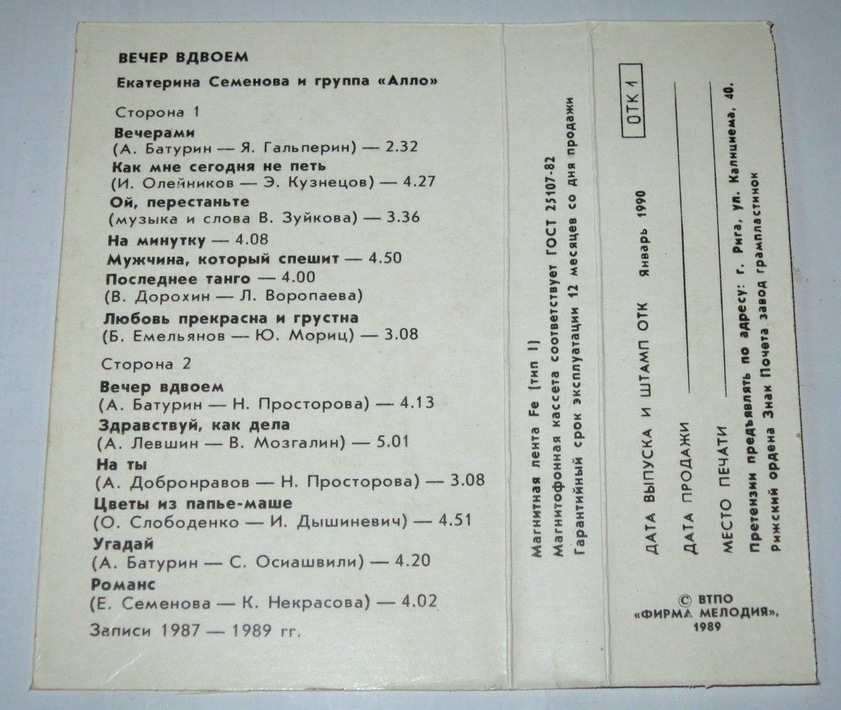 ВЕЧЕР ВДВОЕМ
Екатерина Семенова и группа «Алло»
Сторона 1
Вечерами
(А. Батурин — Я. Гальперин) — 2.32
Как мне сегодня не петь
(И. Олейников — Э. Кузнецов) — 4.27
Ой, перестаньте
(музыка и слова В. Зуйкова) — 3.36
На минутку — 4.08
Мужчина, который спешит — 4.50
Последнее танго — 4.00
(В. Дорохин — Л. Воропаева)
Любовь прекрасна и грустна
(Б. Емельянов — Ю. Мориц) — 3.08
Сторона 2
Вечер вдвоем
(А. Батурин — Н. Просторова) — 4.13
Здравствуй, как дела
(А. Левшин — В. Мозгалин) — 5.01
На ты
(А. Добронравов — Н. Просторова) — 3.08
Цветы из папье-маше
(О. Слободенко — И. Дышиневич) — 4.51
Угадай
(А. Батурин — С. Осиашвили) — 4.20
Романс
(Е. Семенова — К. Некрасова) — 4.02
Записи 1987 — 1989 гг.
Магнитная лента Fe (тип I)
Магнитофонная кассета соответствует ГОСТ 25107-82
Гарантийный срок эксплуатации 12 месяцев со дня продажи
ОТК 1
ДАТА ВЫПУСКА И ШТАМП ОТК Январь 1990
ДАТА ПРОДАЖИ
МЕСТО ПЕЧАТИ
Претензии предъявлять по адресу: г. Рига, ул. Калнциема, 40.
Рижский ордена Знак Почета завод грампластинок
© ВТПО
«ФИРМА МЕЛОДИЯ»,
1989